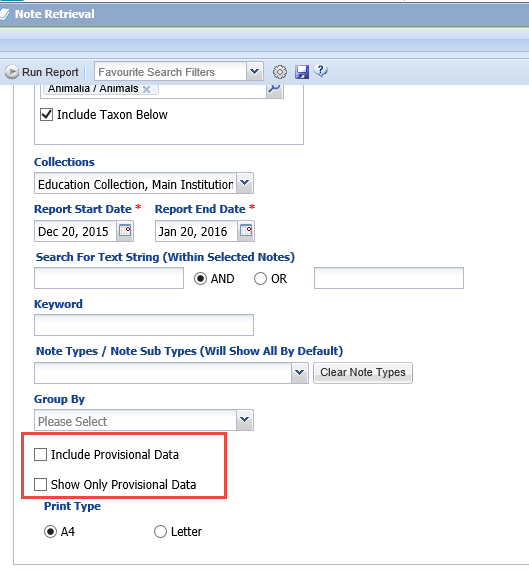 Note Retrieval
Run Report Favourite Search Filters
Animalia / Animals
Include Taxon Below
Collections
Education Collection, Main Institution
Report Start Date * Report End Date *
Dec 20, 2015 Jan 20, 2016
Search For Text String (Within Selected Notes)
AND OR
Keyword
Note Types / Note Sub Types (Will Show All By Default)
Clear Note Types
Group By
Please Select
Include Provisional Data
Show Only Provisional Data
Print Type
A4 Letter